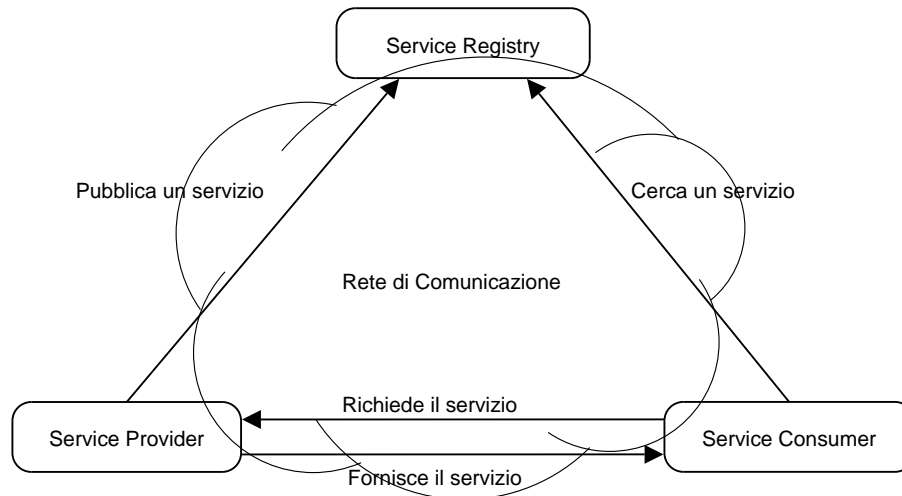 Service Registry
Pubblica un servizio
Cerca un servizio
Rete di Comunicazione
Richiede il servizio
Service Provider
Service Consumer
Fornisce il servizio